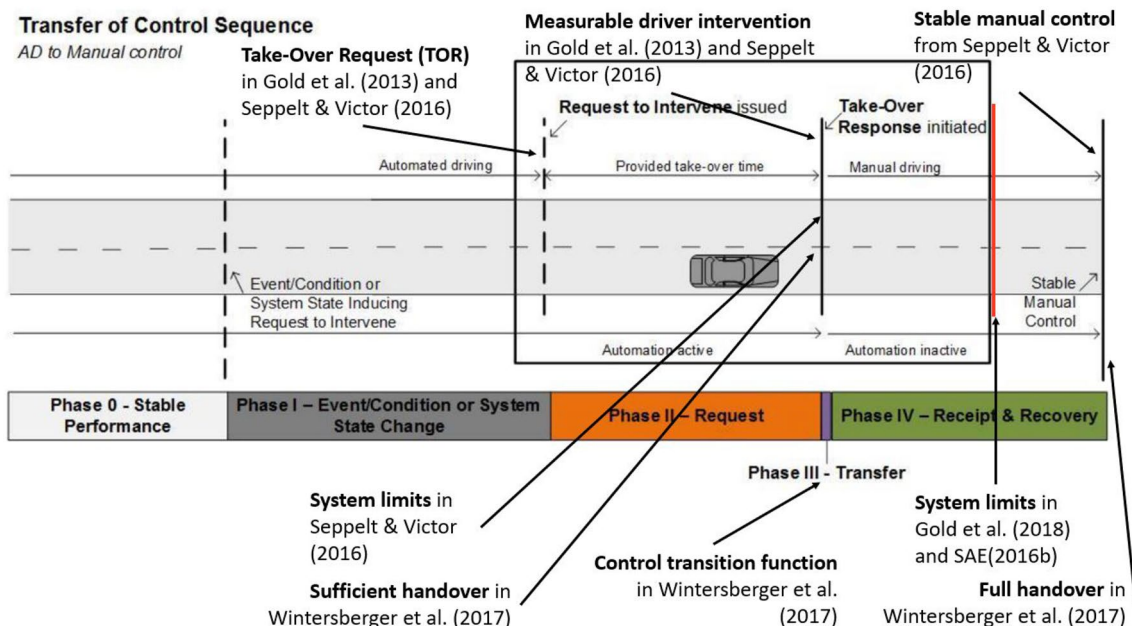 Transfer of Control Sequence
AD to Manual control
Take-Over Request (TOR)
in Gold et al. (2013) and
Seppelt & Victor (2016)
Measurable driver intervention
in Gold et al. (2013) and Seppelt
& Victor (2016)
Stable manual control
from Seppelt & Victor
(2016)
Request to Intervene issued
Take-Over
Response initiated
Automated driving
Provided take-over time
Manual driving
Event/Condition or
System State Inducing
Request to Intervene
Stable
Manual
Control
Automation active
Automation inactive
Phase 0 - Stable
Performance
Phase I – Event/Condition or System
State Change
Phase II – Request
Phase IV – Receipt & Recovery
Phase III - Transfer
System limits in
Seppelt & Victor
(2016)
Sufficient handover in
Wintersberger et al. (2017)
Control transition function
in Wintersberger et al.
(2017)
System limits in
Gold et al. (2018)
and SAE(2016b)
Full handover in
Wintersberger et al. (2017)